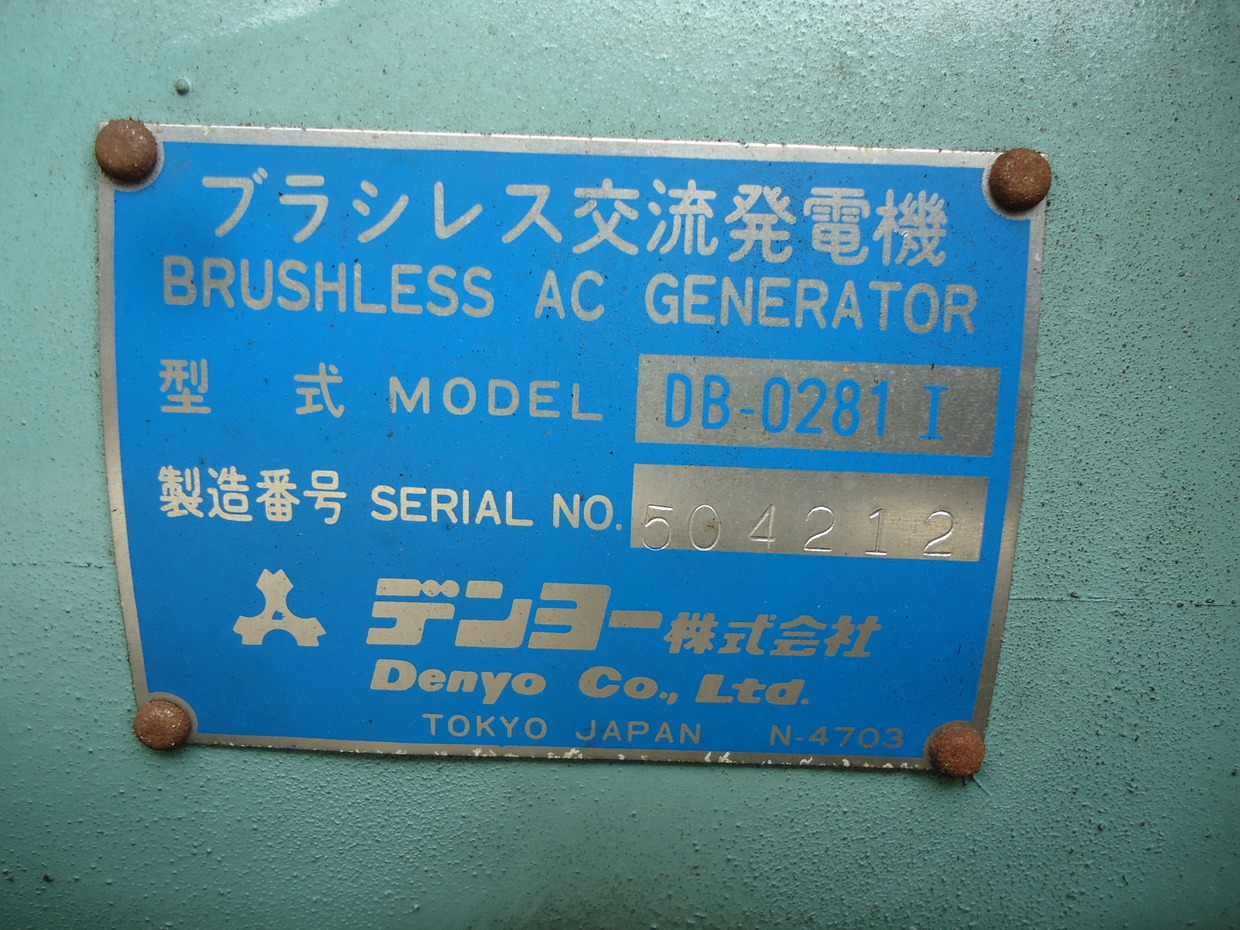 ブラシレス交流発電機
BRUSHLESS AC GENERATOR
型 式 MODEL DB-0281 I
製造番号 SERIAL NO. 504212
デンヨー株式会社
Denyo Co., Ltd.
TOKYO JAPAN N-4703